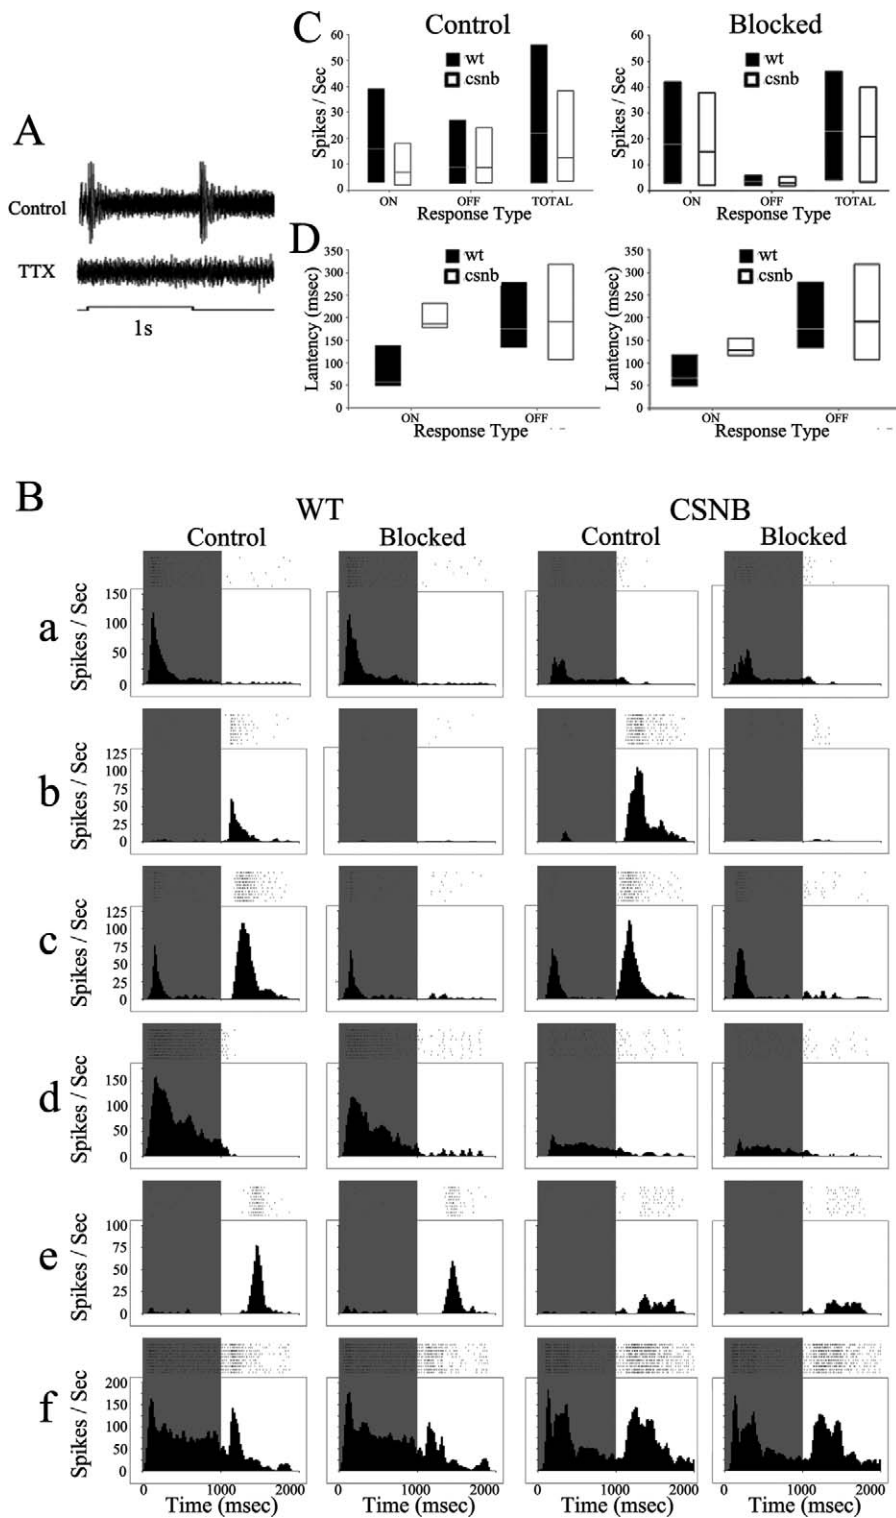 A
Control
TTX
1s
C
Control
Blocked
Spikes / Sec
60
50
40
30
20
10
0
wt
csnb
ON
OFF
TOTAL
Response Type
60
50
40
30
20
10
0
wt
csnb
ON
OFF
TOTAL
Response Type
D
Lantency (msec)
350
300
250
200
150
100
50
0
wt
csnb
ON
OFF
Response Type
Lantency (msec)
350
300
250
200
150
100
50
0
wt
csnb
ON
OFF
Response Type
B
WT
CSNB
Control
Blocked
Control
Blocked
a
Spikes / Sec
150
100
50
0
b
Spikes / Sec
125
100
75
50
25
0
c
Spikes / Sec
125
100
75
50
25
0
d
Spikes / Sec
150
100
50
0
e
Spikes / Sec
100
75
50
25
0
f
Spikes / Sec
200
150
100
50
0
0 1000 2000
Time (msec)
0 1000 2000
Time (msec)
0 1000 2000
Time (msec)
0 1000 2000
Time (msec)